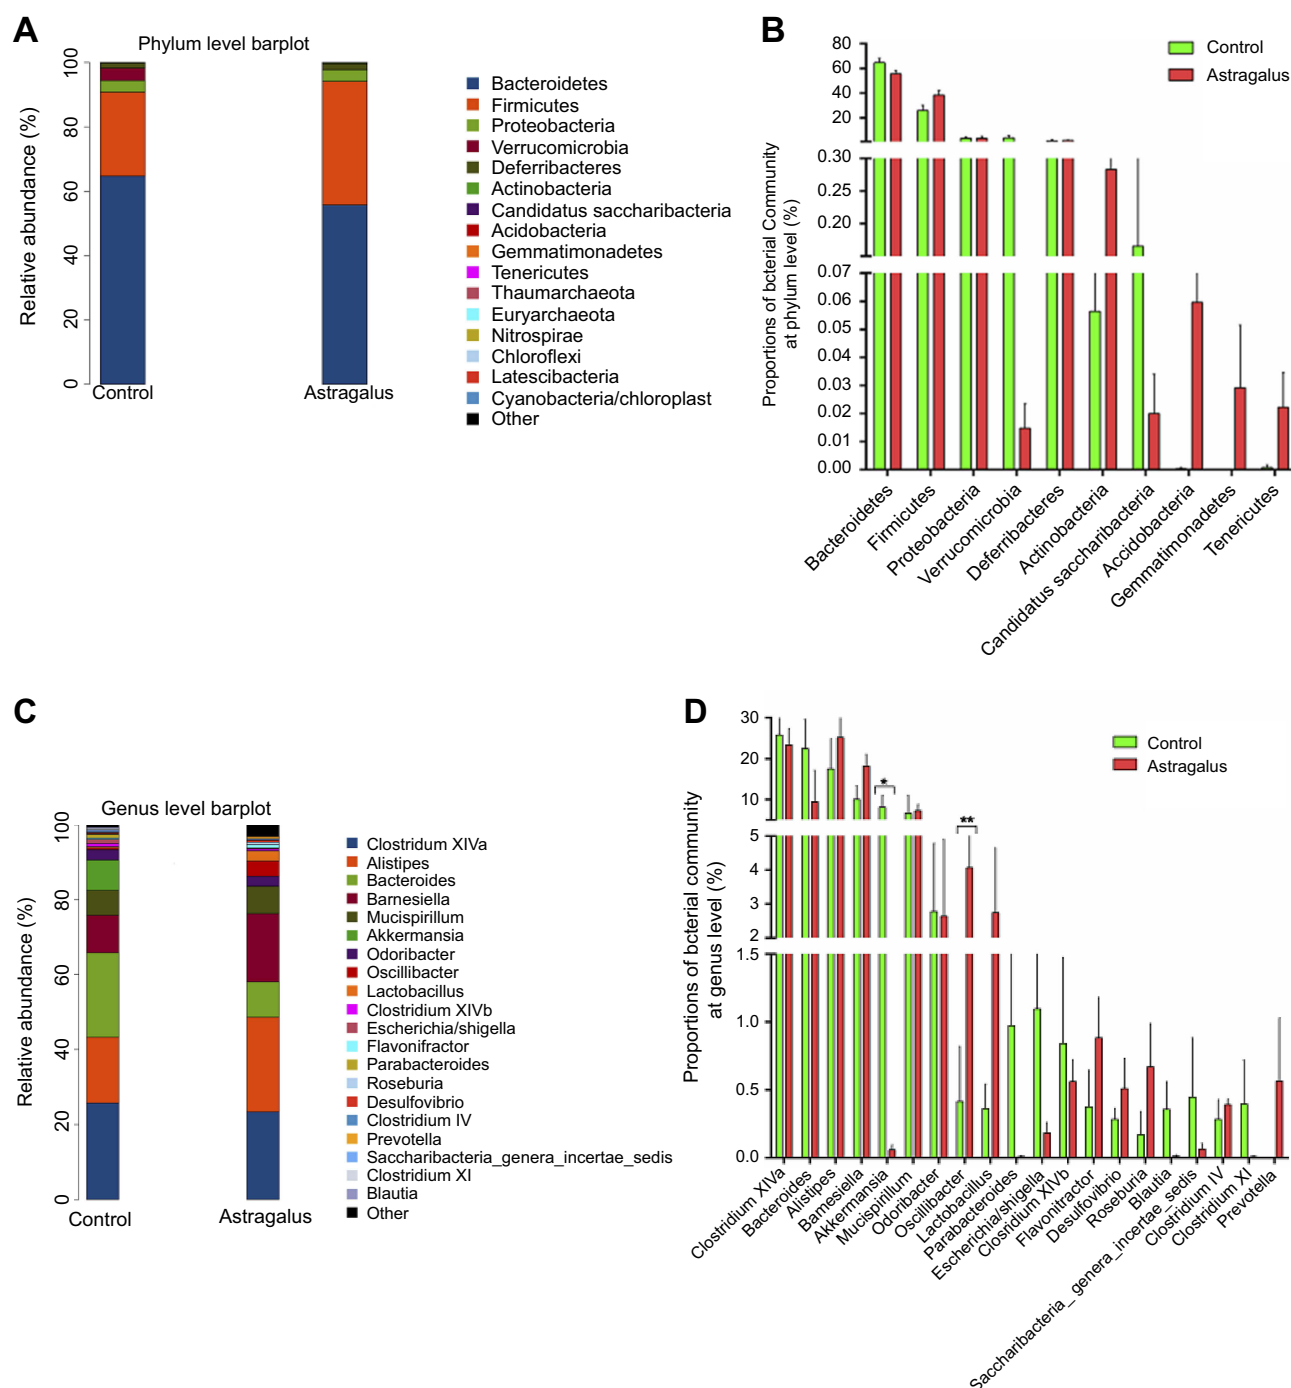 A
Phylum level barplot
Relative abundance (%)
100
80
60
40
20
0
Control
Astragalus
Bacteroidetes
Firmicutes
Proteobacteria
Verrucomicrobia
Deferribacteres
Actinobacteria
Candidatus saccharibacteria
Acidobacteria
Gemmatimonadetes
Tenericutes
Thaumarchaeota
Euryarchaeota
Nitrospirae
Chloroflexi
Latescibacteria
Cyanobacteria/chloroplast
Other
B
Proportions of bcterial Community
at phylum level (%)
80
60
40
20
0.30
0.25
0.20
0.07
0.06
0.05
0.04
0.03
0.02
0.01
0.00
Control
Astragalus
Bacteroidetes
Firmicutes
Proteobacteria
Verrucomicrobia
Deferribacteres
Actinobacteria
Candidatus saccharibacteria
Accidobacteria
Gemmatimonadetes
Tenericutes
C
Genus level barplot
Relative abundance (%)
100
80
60
40
20
0
Control
Astragalus
Clostridum XIVa
Alistipes
Bacteroides
Barnesiella
Mucispirillum
Akkermansia
Odoribacter
Oscillibacter
Lactobacillus
Clostridium XIVb
Escherichia/shigella
Flavonifractor
Parabacteroides
Roseburia
Desulfovibrio
Clostridium IV
Prevotella
Saccharibacteria_genera_incertae_sedis
Clostridium XI
Blautia
Other
D
Proportions of bcterial community
at genus level (%)
30
20
10
5
4
3
2
1.5
1.0
0.5
0.0
*
**
Control
Astragalus
Clostridium XIVa
Bacteroides
Alistipes
Barnesiella
Akkermansia
Mucispirillum
Odoribacter
Oscillibacter
Lactobacillus
Parabacteroides
Escherichia/shigella
Closridium XIVb
Flavonitractor
Desulfovibrio
Roseburia
Blautia
Saccharibacteria_ genera_incertae_sedis
Clostridium IV
Clostridium XI
Prevotella